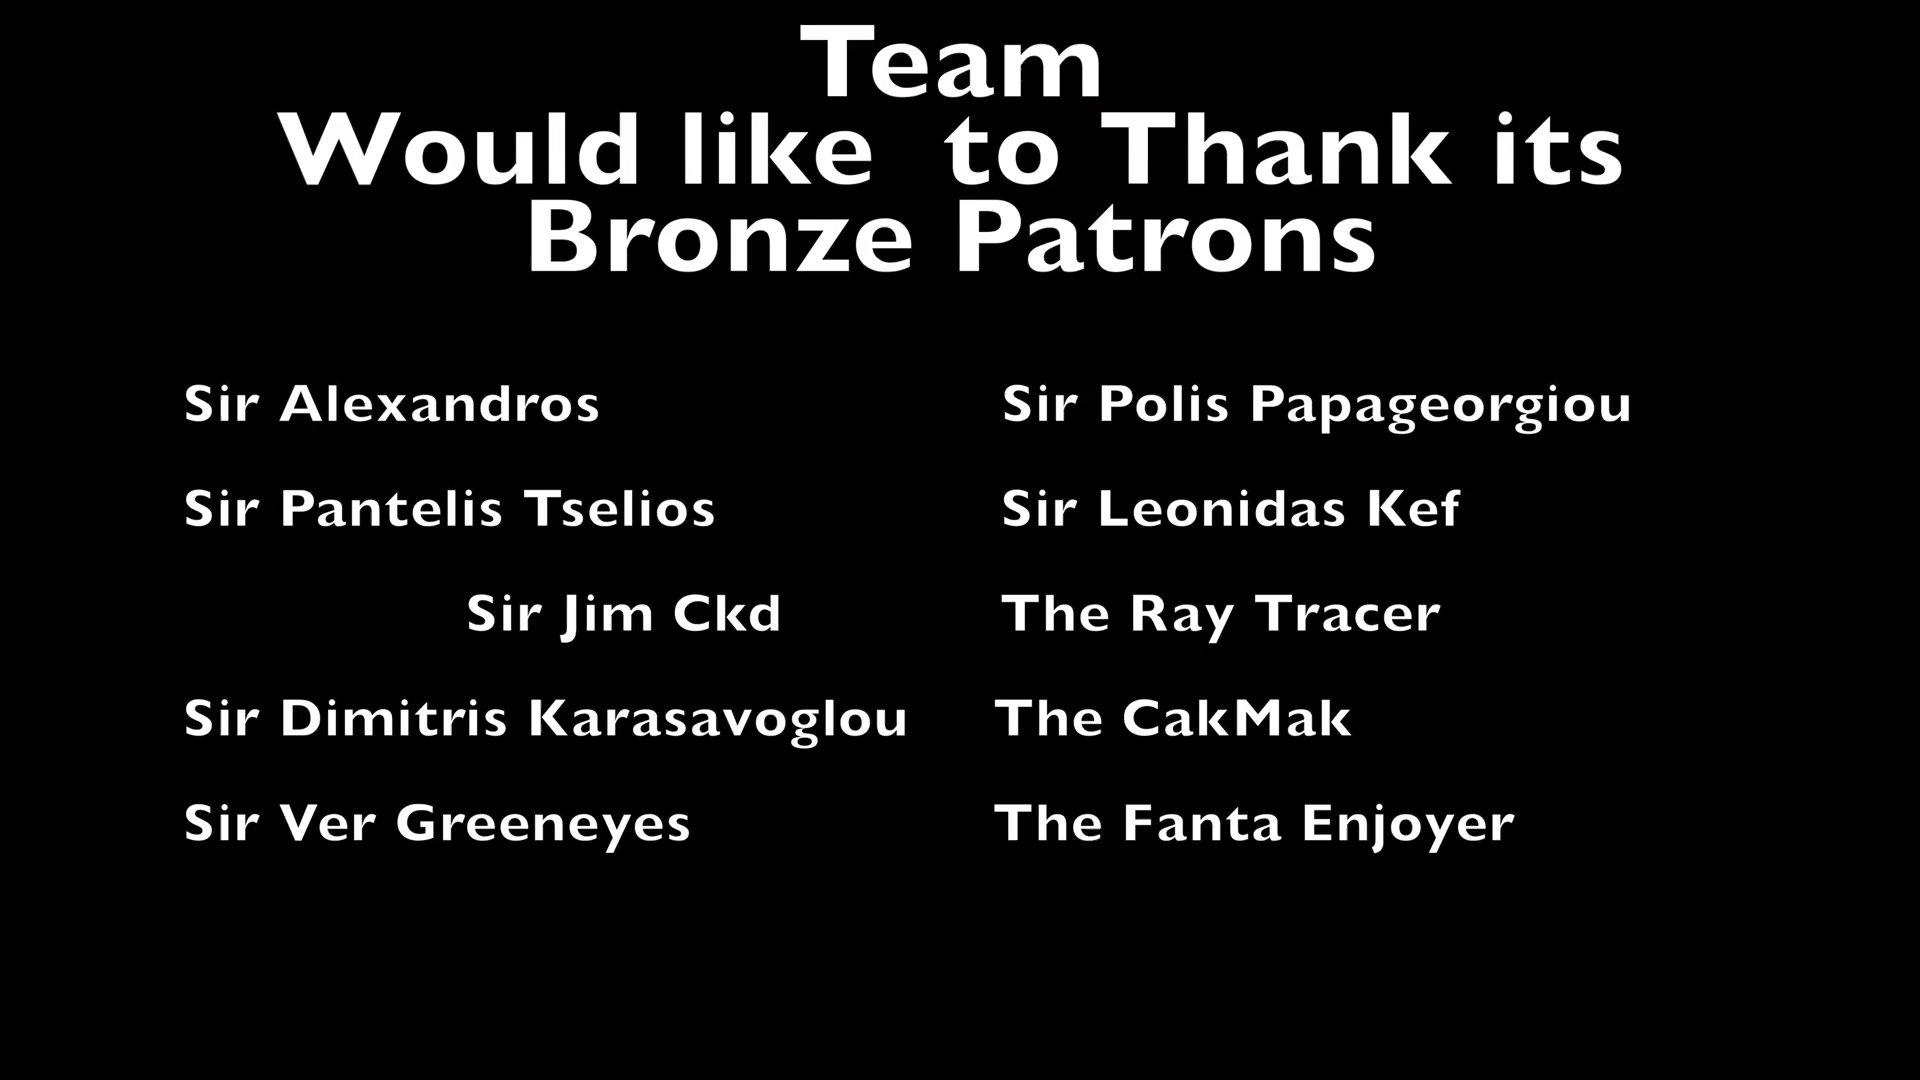 Team
Would like  to Thank its
Bronze Patrons
Sir Alexandros
Sir Pantelis Tselios
Sir Jim Ckd
Sir Dimitris Karasavoglou
Sir Ver Greeneyes
Sir Polis Papageorgiou
Sir Leonidas Kef
The Ray Tracer
The CakMak
The Fanta Enjoyer